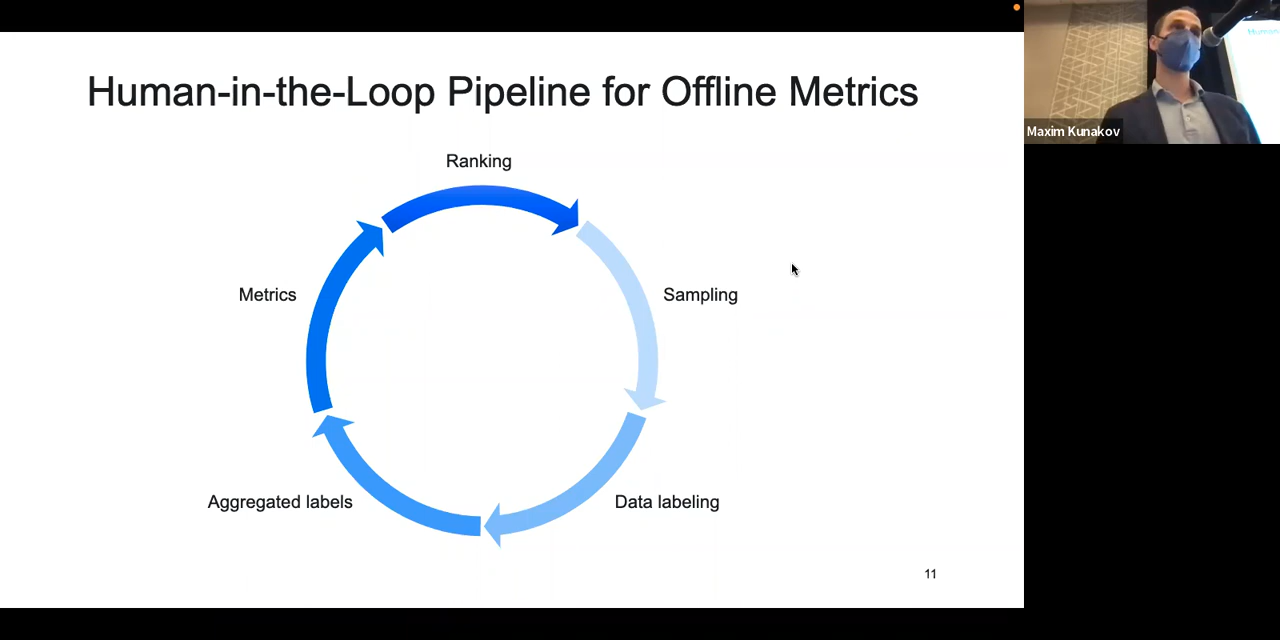 Human-in-the-Loop Pipeline for Offline Metrics
Ranking
Metrics
Sampling
Aggregated labels
Data labeling
11
Maxim Kunakov